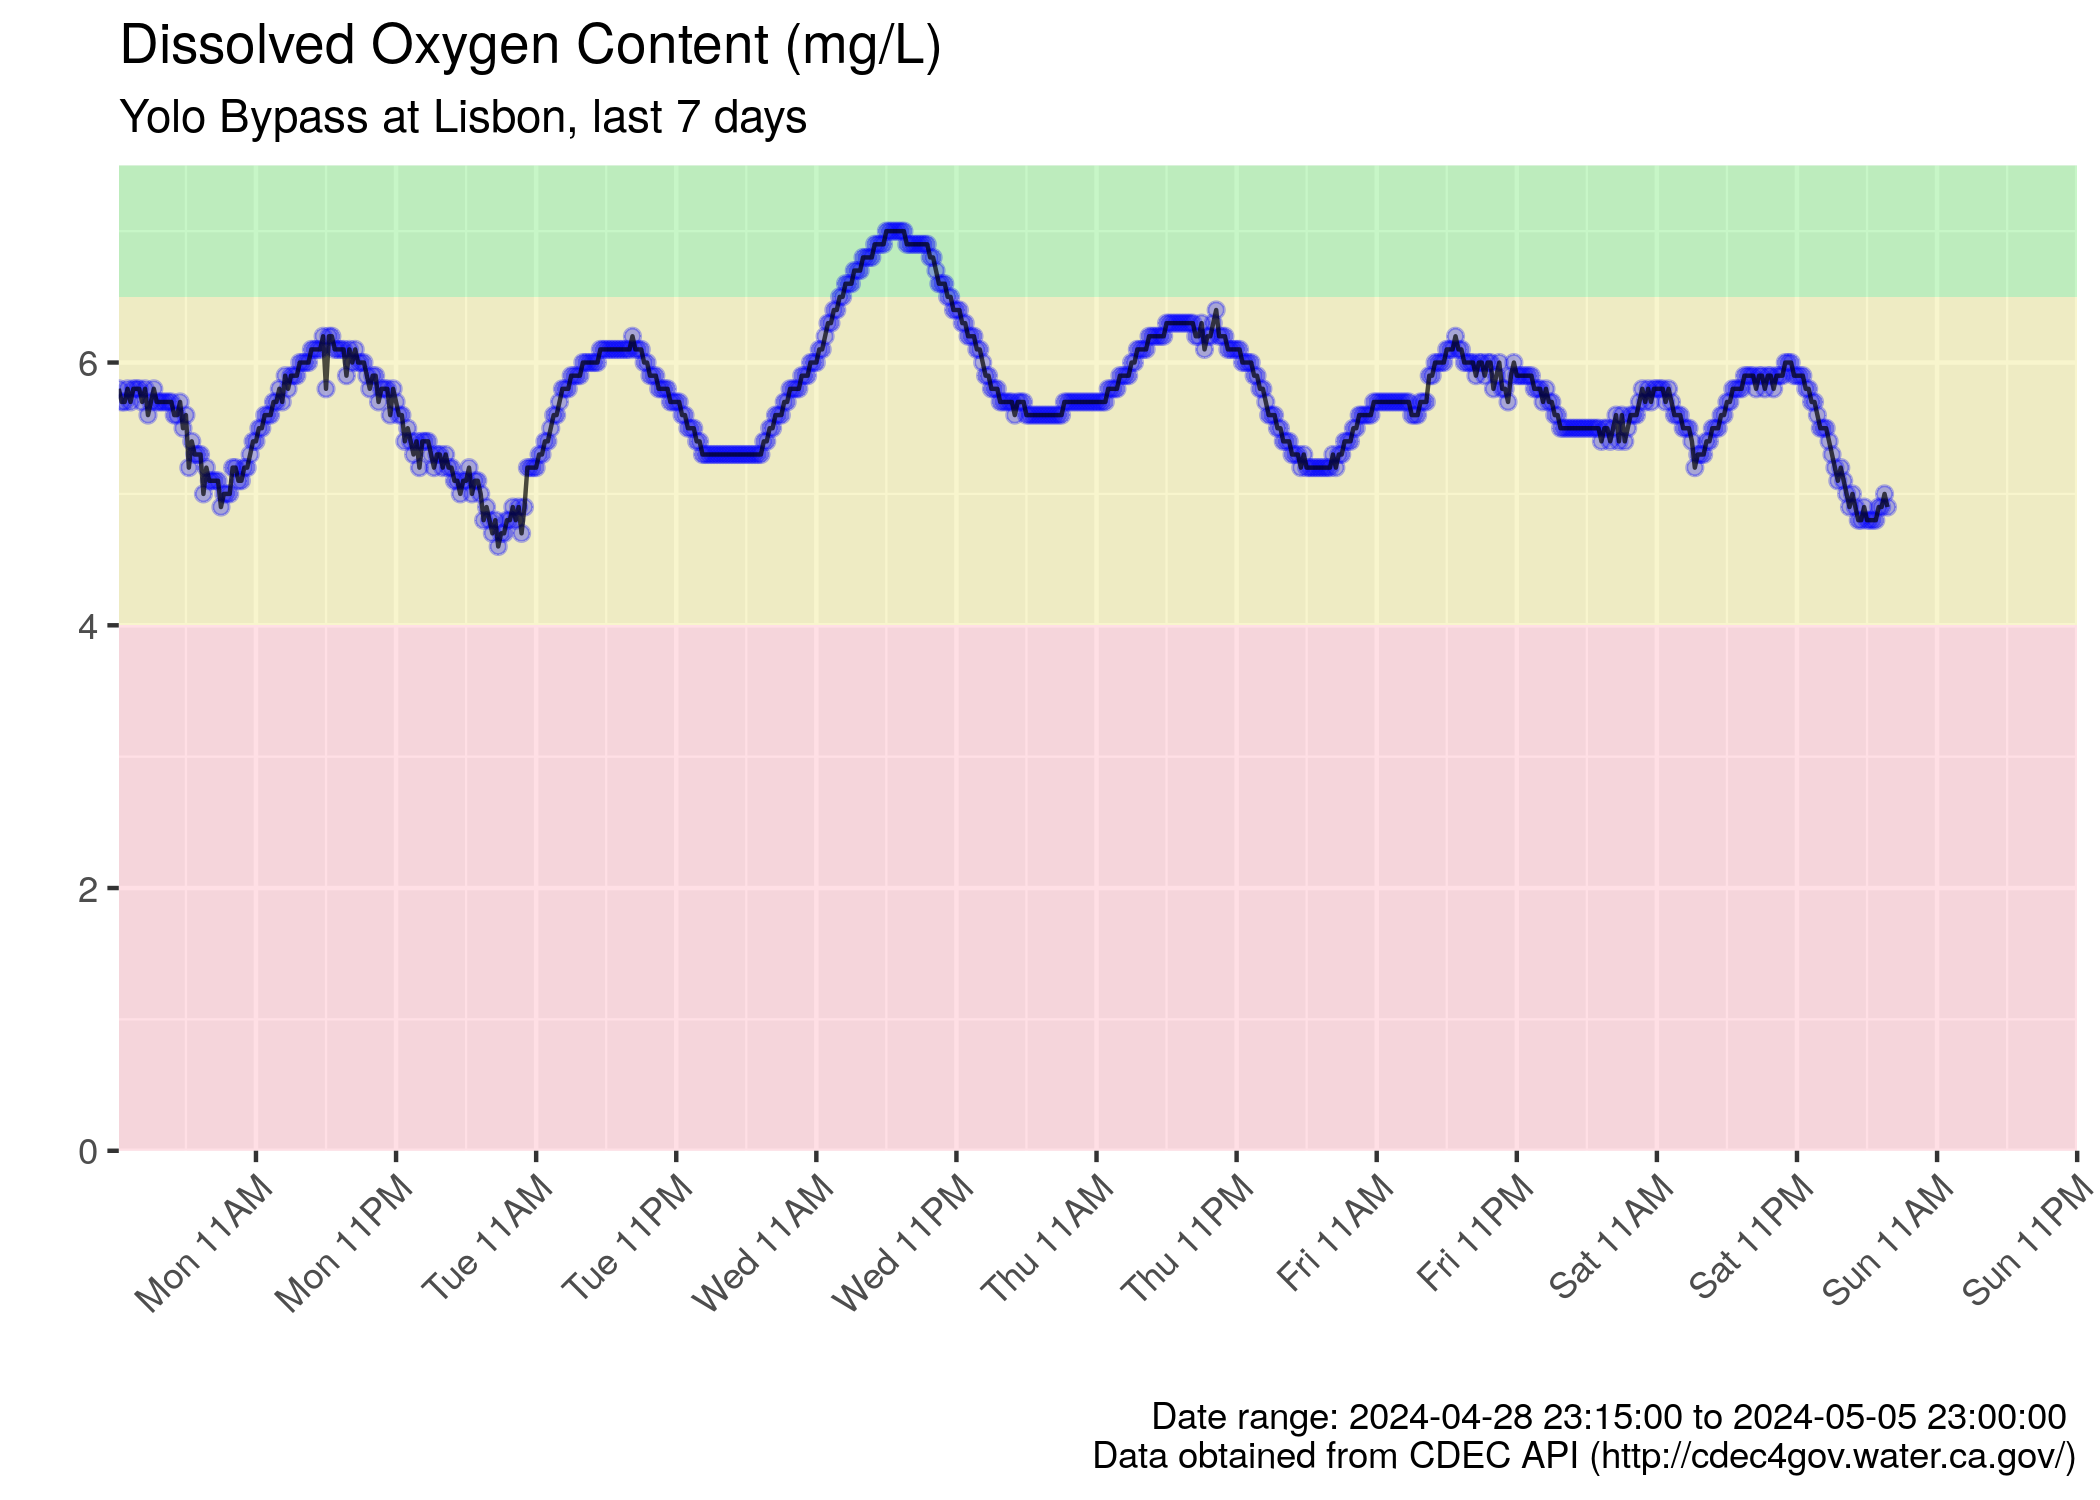 Dissolved Oxygen Content (mg/L)
Yolo Bypass at Lisbon, last 7 days
6
4
2
0
Mon 11AM
Mon 11PM
Tue 11AM
Tue 11PM
Wed 11AM
Wed 11PM
Thu 11AM
Thu 11PM
Fri 11AM
Fri 11PM
Sat 11AM
Sat 11PM
Sun 11AM
Sun 11PM
Date range: 2024-04-28 23:15:00 to 2024-05-05 23:00:00
Data obtained from CDEC API (http://cdec4gov.water.ca.gov/)